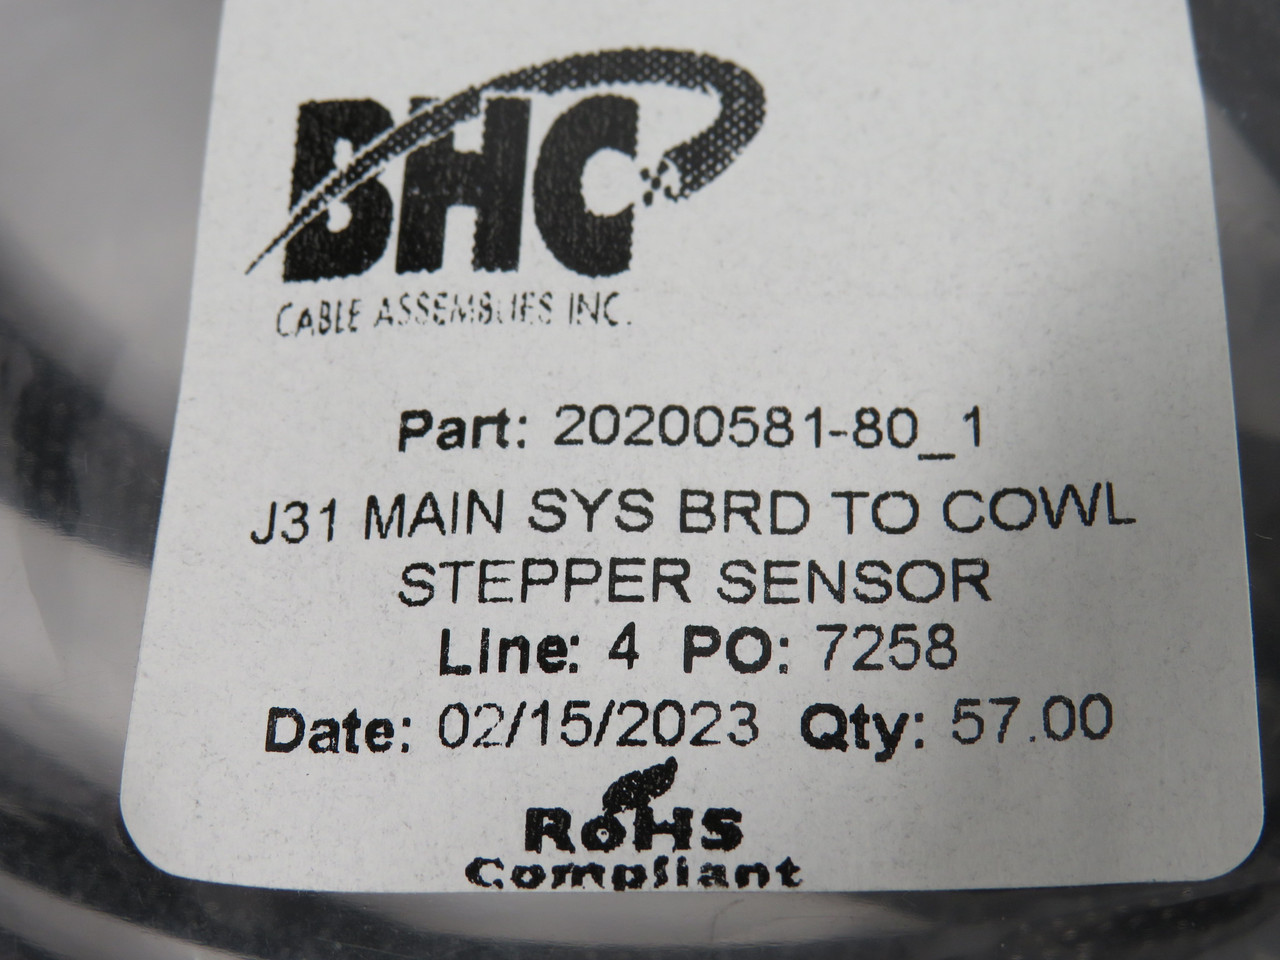 BHC
CABLE ASSEMBLIES INC.
Part: 20200581-80_1
J31 MAIN SYS BRD TO COWL
STEPPER SENSOR
Line: 4 PO: 7258
Date: 02/15/2023 Qty: 57.00
RoHS
Compliant